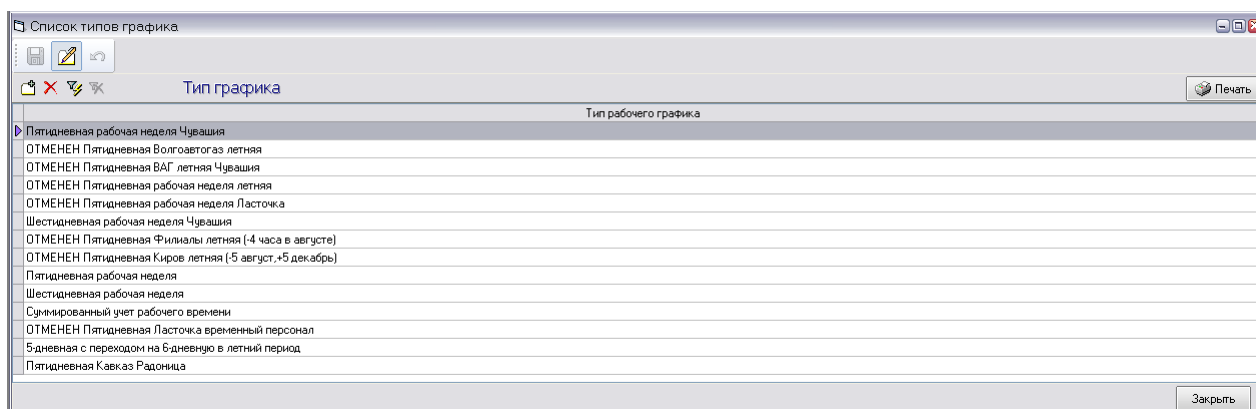 Список типов графика
Тип графика
Печать
Тип рабочего графика
Пятидневная рабочая неделя Чувашия
ОТМЕНЕН Пятидневная Волгоавтогаз летняя
ОТМЕНЕН Пятидневная ВАГ летняя Чувашия
ОТМЕНЕН Пятидневная рабочая неделя летняя
ОТМЕНЕН Пятидневная рабочая неделя Ласточка
Шестидневная рабочая неделя Чувашия
ОТМЕНЕН Пятидневная Филиалы летняя (-4 часа в августе)
ОТМЕНЕН Пятидневная Киров летняя (-5 август,+5 декабрь)
Пятидневная рабочая неделя
Шестидневная рабочая неделя
Суммированный учет рабочего времени
ОТМЕНЕН Пятидневная Ласточка временный персонал
5-дневная с переходом на 6-дневную в летний период
Пятидневная Кавказ Радоница
Закрыть